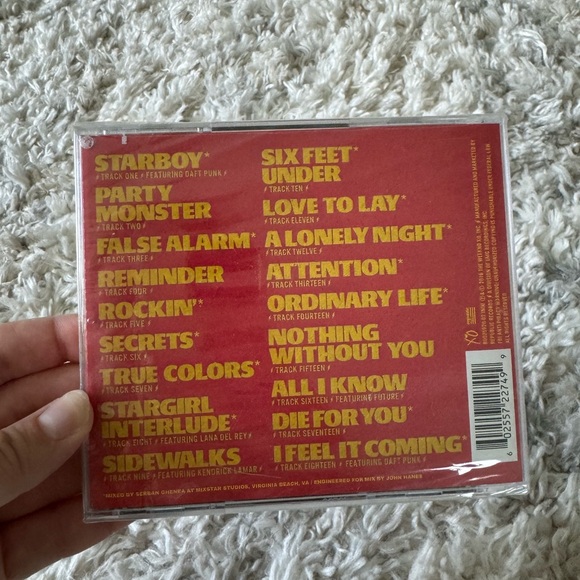 STARBOY*
⚡TRACK ONE⚡FEATURING DAFT PUNK⚡
PARTY
MONSTER
⚡TRACK TWO⚡
FALSE ALARM*
⚡TRACK THREE⚡
REMINDER
⚡TRACK FOUR⚡
ROCKIN'*
⚡TRACK FIVE⚡
SECRETS*
⚡TRACK SIX⚡
TRUE COLORS*
⚡TRACK SEVEN⚡
STARGIRL
INTERLUDE*
⚡TRACK EIGHT⚡FEATURING LANA DEL REY⚡
SIDEWALKS
⚡TRACK NINE⚡FEATURING KENDRICK LAMAR⚡
SIX FEET*
UNDER
⚡TRACK TEN⚡
LOVE TO LAY*
⚡TRACK ELEVEN⚡
A LONELY NIGHT*
⚡TRACK TWELVE⚡
ATTENTION*
⚡TRACK THIRTEEN⚡
ORDINARY LIFE*
⚡TRACK FOURTEEN⚡
NOTHING
WITHOUT YOU
⚡TRACK FIFTEEN⚡
ALL I KNOW
⚡TRACK SIXTEEN⚡FEATURING FUTURE⚡
DIE FOR YOU*
⚡TRACK SEVENTEEN⚡
I FEEL IT COMING*
⚡TRACK EIGHTEEN⚡FEATURING DAFT PUNK⚡
*MIXED BY SERBAN GHENEA AT MIXSTAR STUDIOS, VIRGINIA BEACH, VA / ENGINEERED FOR MIX BY JOHN HANES
XO
6 02557 22749 9